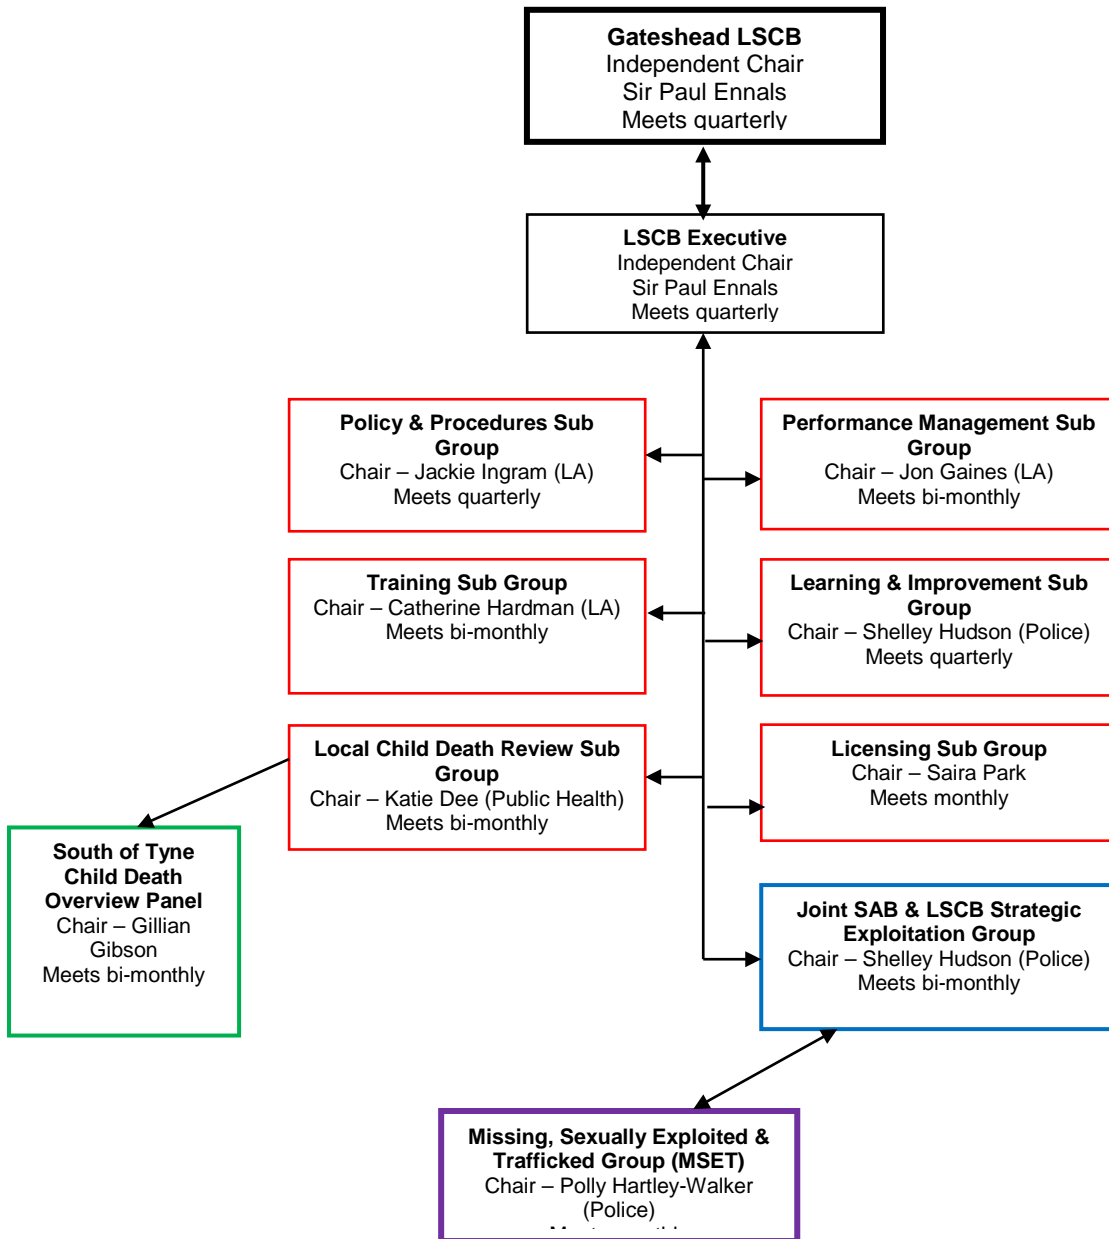 Gateshead LSCB
Independent Chair
Sir Paul Ennals
Meets quarterly
LSCB Executive
Independent Chair
Sir Paul Ennals
Meets quarterly
Policy & Procedures Sub
Group
Chair – Jackie Ingram (LA)
Meets quarterly
Performance Management Sub
Group
Chair – Jon Gaines (LA)
Meets bi-monthly
Training Sub Group
Chair – Catherine Hardman (LA)
Meets bi-monthly
Learning & Improvement Sub
Group
Chair – Shelley Hudson (Police)
Meets quarterly
Local Child Death Review Sub
Group
Chair – Katie Dee (Public Health)
Meets bi-monthly
Licensing Sub Group
Chair – Saira Park
Meets monthly
South of Tyne
Child Death
Overview Panel
Chair – Gillian
Gibson
Meets bi-monthly
Joint SAB & LSCB Strategic
Exploitation Group
Chair – Shelley Hudson (Police)
Meets bi-monthly
Missing, Sexually Exploited &
Trafficked Group (MSET)
Chair – Polly Hartley-Walker
(Police)